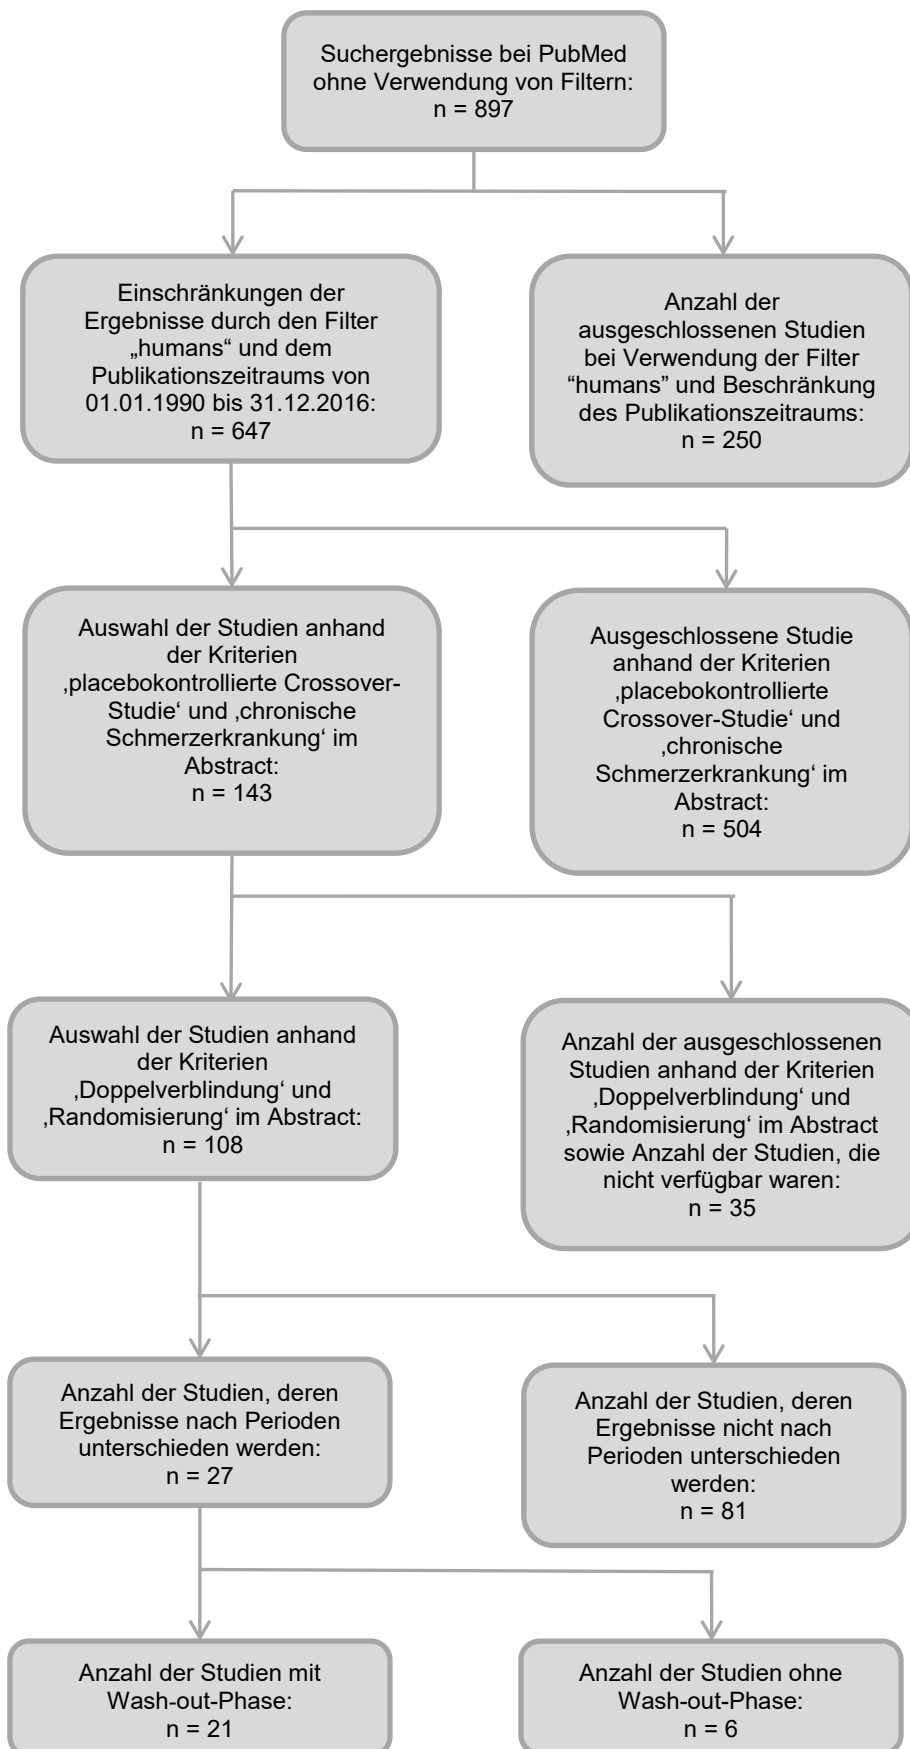 Suchergebnisse bei PubMed
ohne Verwendung von Filtern:
n = 897
Einschränkungen der
Ergebnisse durch den Filter
„humans“ und dem
Publikationszeitraums von
01.01.1990 bis 31.12.2016:
n = 647
Anzahl der
ausgeschlossenen Studien
bei Verwendung der Filter
“humans” und Beschränkung
des Publikationszeitraums:
n = 250
Auswahl der Studien anhand
der Kriterien
‚placebokontrollierte Crossover-
Studie‘ und ‚chronische
Schmerzerkrankung‘ im
Abstract:
n = 143
Ausgeschlossene Studie
anhand der Kriterien
‚placebokontrollierte
Crossover-Studie‘ und
‚chronische
Schmerzerkrankung‘ im
Abstract:
n = 504
Auswahl der Studien anhand
der Kriterien
‚Doppelverblindung‘ und
‚Randomisierung‘ im Abstract:
n = 108
Anzahl der ausgeschlossenen
Studien anhand der Kriterien
‚Doppelverblindung‘ und
‚Randomisierung‘ im Abstract
sowie Anzahl der Studien, die
nicht verfügbar waren:
n = 35
Anzahl der Studien, deren
Ergebnisse nach Perioden
unterschieden werden:
n = 27
Anzahl der Studien, deren
Ergebnisse nicht nach
Perioden unterschieden
werden:
n = 81
Anzahl der Studien mit
Wash-out-Phase:
n = 21
Anzahl der Studien ohne
Wash-out-Phase:
n = 6